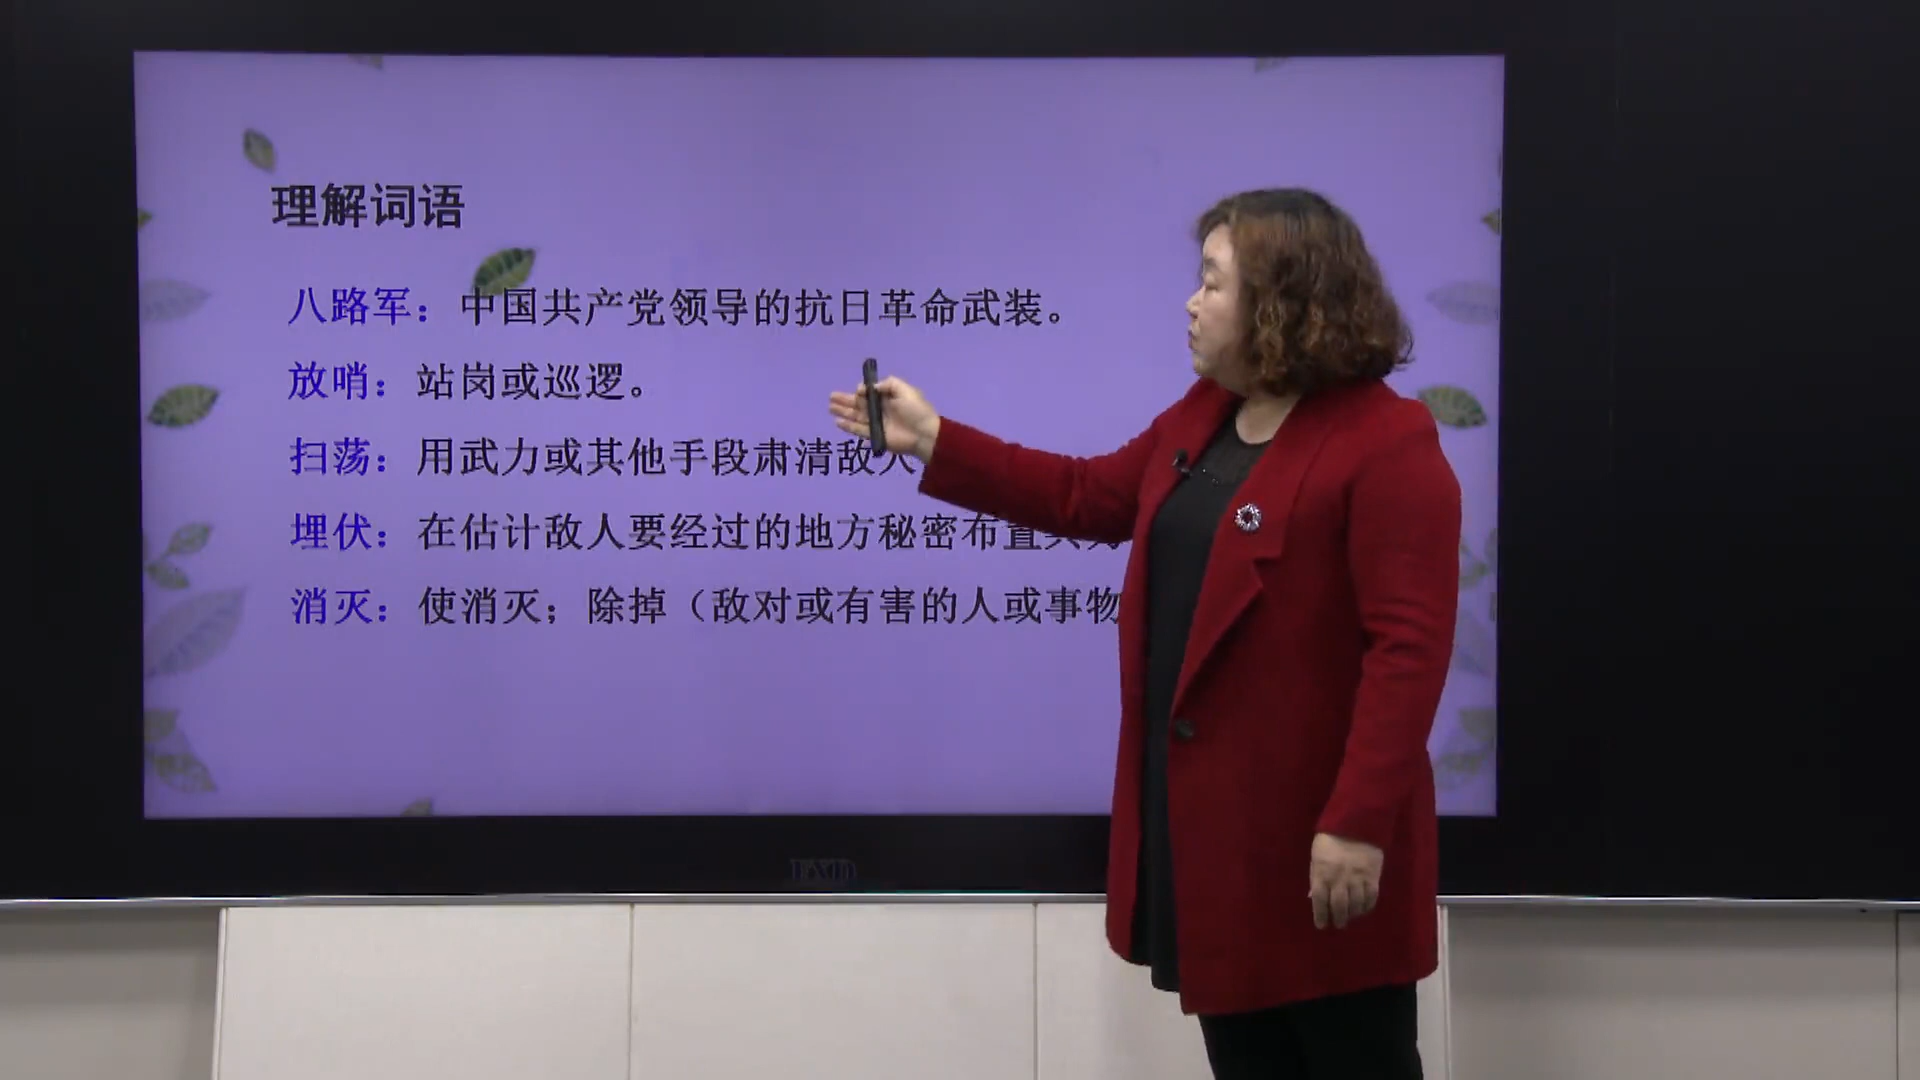 理解词语
八路军：中国共产党领导的抗日革命武装。
放哨：站岗或巡逻。
扫荡：用武力或其他手段肃清敌人
埋伏：在估计敌人要经过的地方秘密布置
消灭：使消灭；除掉（敌对或有害的人或事物